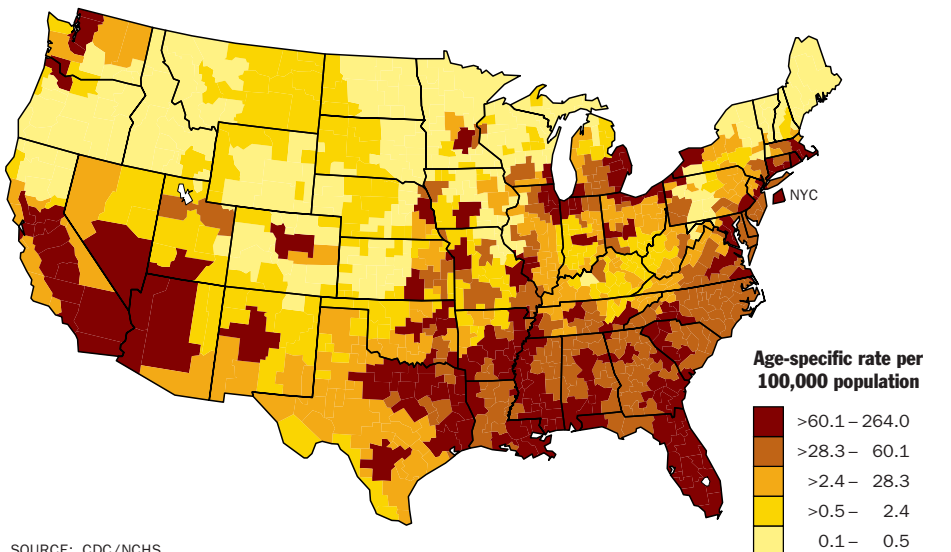 NYC
Age-specific rate per
100,000 population
>60.1 – 264.0
>28.3 – 60.1
>2.4 – 28.3
>0.5 – 2.4
0.1 – 0.5
SOURCE: CDC/NCHS